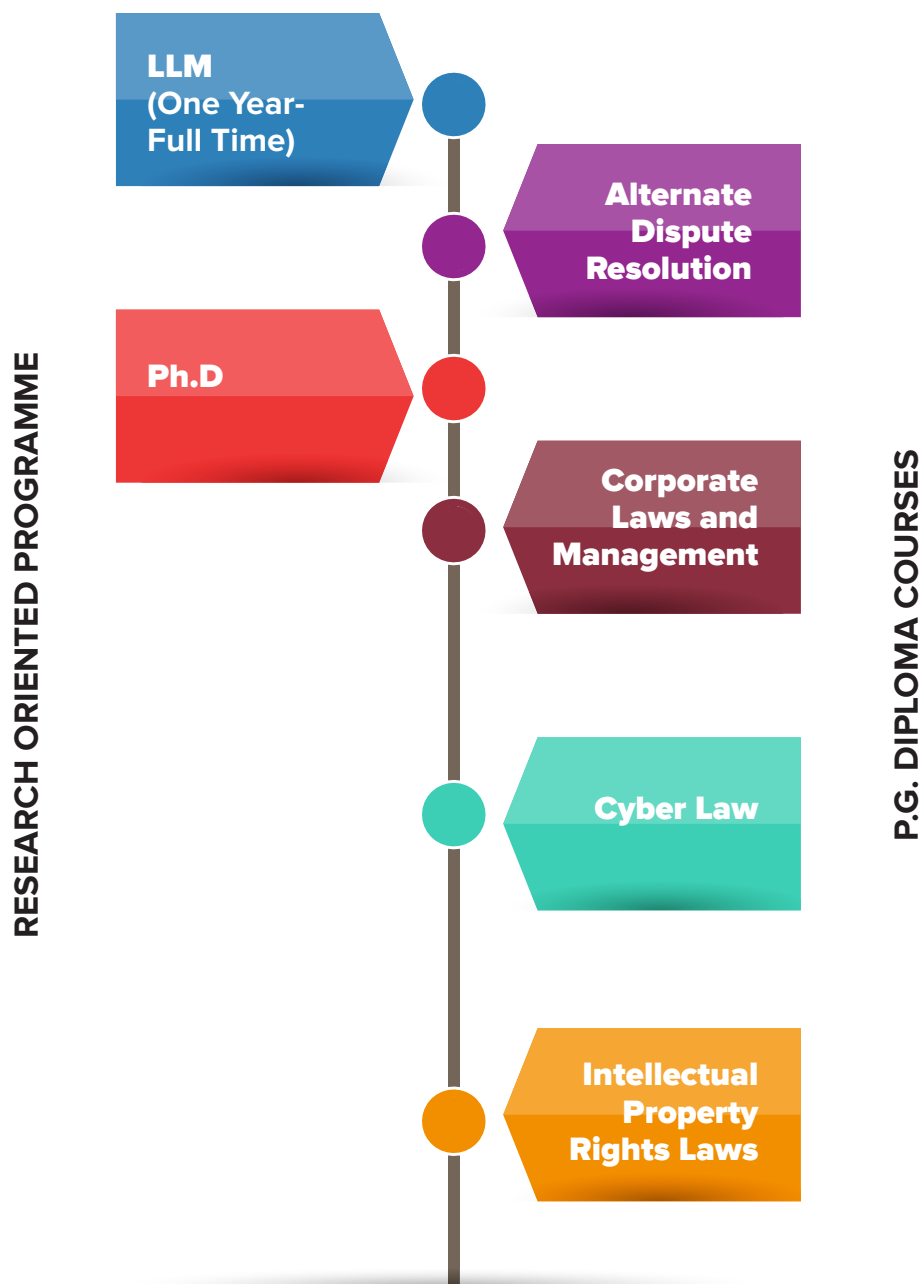 RESEARCH ORIENTED PROGRAMME
LLM
(One Year-
Full Time)
Ph.D
P.G. DIPLOMA COURSES
Alternate
Dispute
Resolution
Corporate
Laws and
Management
Cyber Law
Intellectual
Property
Rights Laws